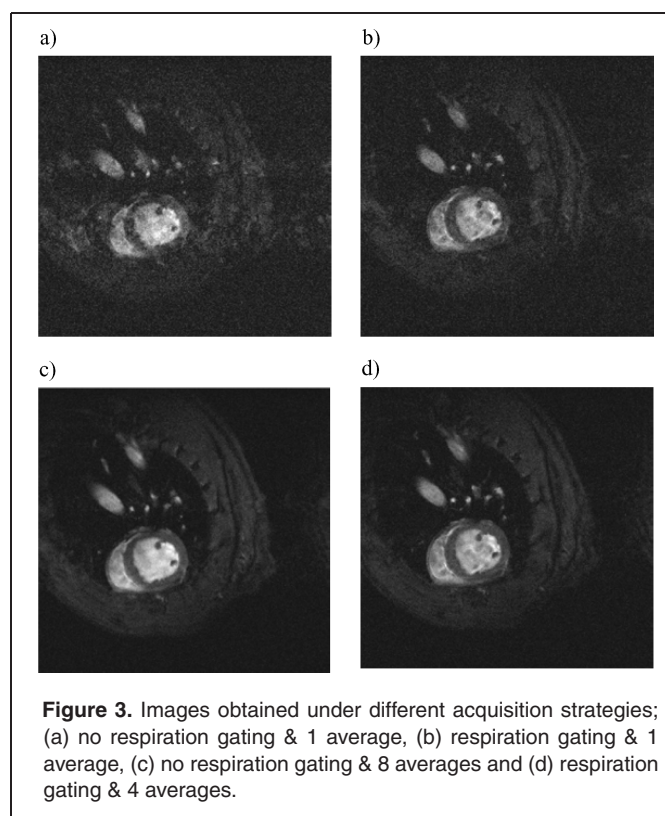 a)
b)
c)
d)
Figure 3. Images obtained under different acquisition strategies;
(a) no respiration gating & 1 average, (b) respiration gating & 1
average, (c) no respiration gating & 8 averages and (d) respiration
gating & 4 averages.